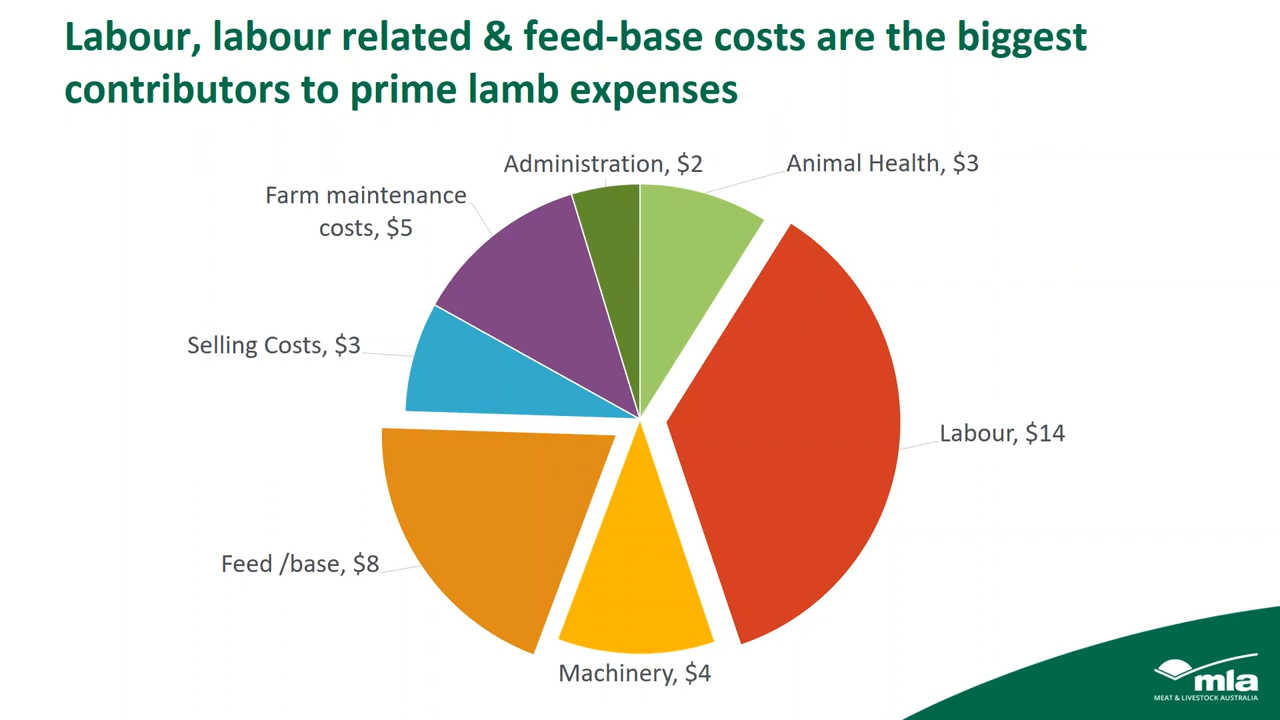 Labour, labour related & feed-base costs are the biggest
contributors to prime lamb expenses
Administration, $2
Animal Health, $3
Farm maintenance
costs, $5
Selling Costs, $3
Labour, $14
Feed /base, $8
Machinery, $4
mla
MEAT & LIVESTOCK AUSTRALIA